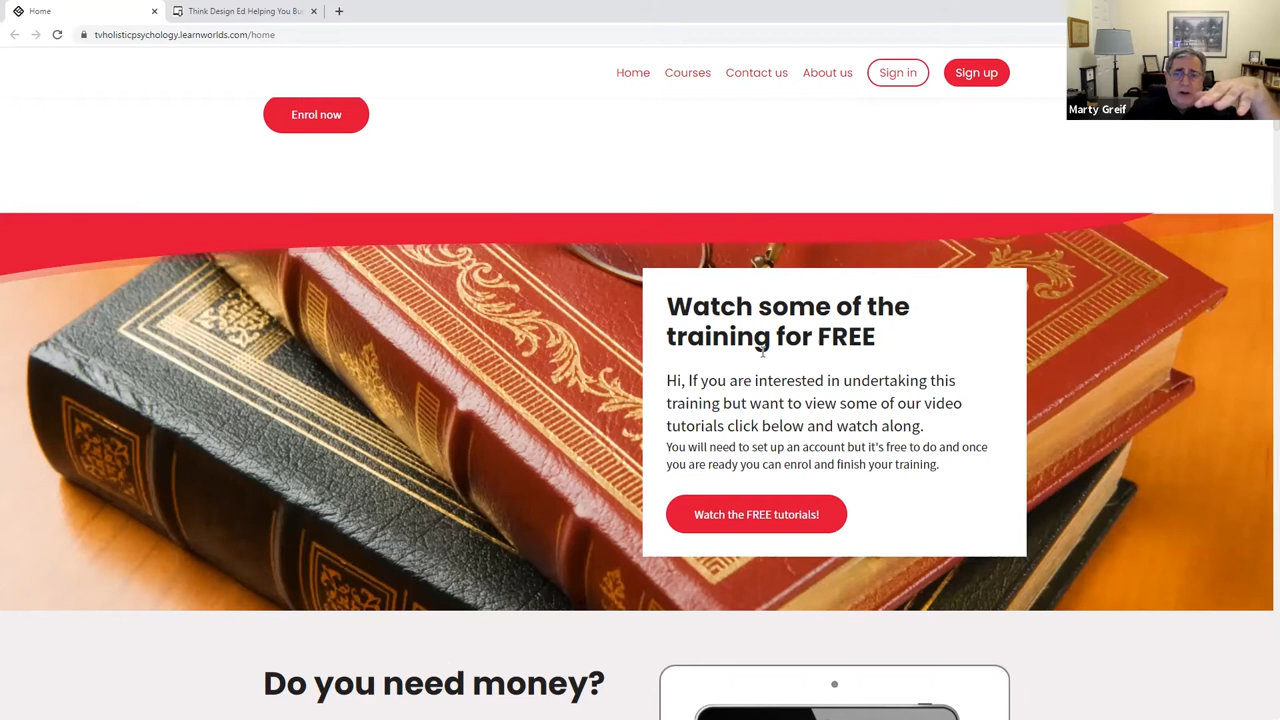 Home
Think Design Ed Helping You Bu
tvholisticpsychology.learnworlds.com/home
Home Courses Contact us About us Sign in Sign up
Marty Greif
Enrol now
Watch some of the
training for FREE
Hi, If you are interested in undertaking this
training but want to view some of our video
tutorials click below and watch along.
You will need to set up an account but it's free to do and once
you are ready you can enrol and finish your training.
Watch the FREE tutorials!
Do you need money?